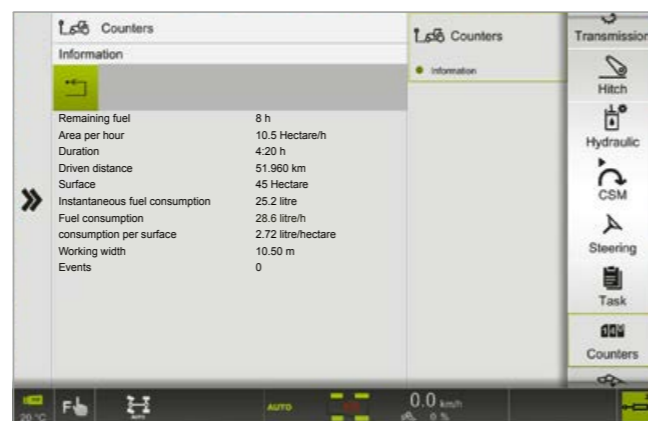 Counters
Information
Remaining fuel 8 h
Area per hour 10.5 Hectare/h
Duration 4:20 h
Driven distance 51.960 km
Surface 45 Hectare
Instantaneous fuel consumption 25.2 litre
Fuel consumption 28.6 litre/h
consumption per surface 2.72 litre/hectare
Working width 10.50 m
Events 0
Counters
Information
Transmission
Hitch
Hydraulic
CSM
Steering
Task
Counters
20 °C
F
AUTO
AUTO
0.0 km/h
0 %